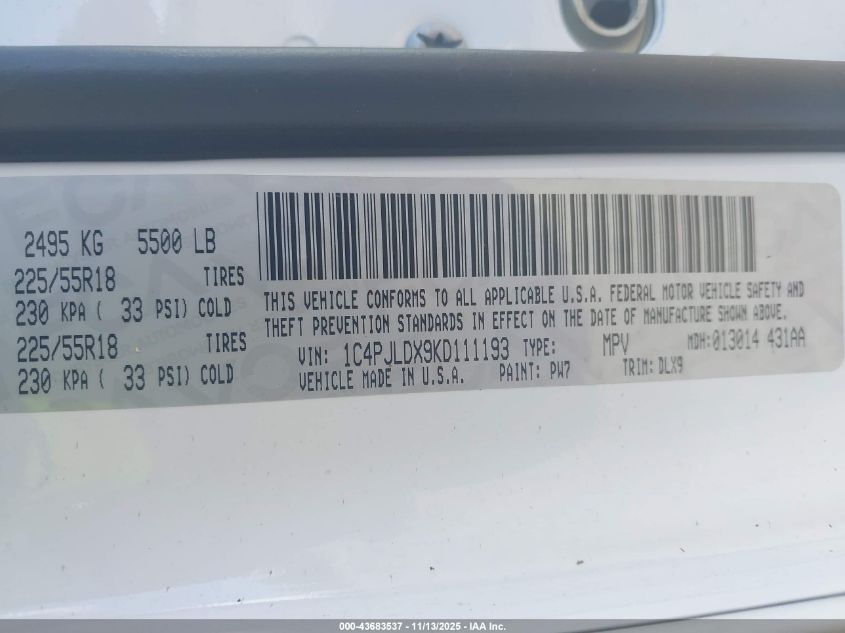 2495 KG 5500 LB
225/55R18 TIRES
230 KPA ( 33 PSI) COLD
225/55R18 TIRES
230 KPA ( 33 PSI) COLD
THIS VEHICLE CONFORMS TO ALL APPLICABLE U.S.A. FEDERAL MOTOR VEHICLE SAFETY AND
THEFT PREVENTION STANDARDS IN EFFECT ON THE DATE OF MANUFACTURE SHOWN ABOVE.
VIN: 1C4PJLDX9KD111193 TYPE: MPV MDH: 013014 431AA
VEHICLE MADE IN U.S.A. PAINT: PW7 TRIM: DLX9
000-43683537 - 11/13/2025 - IAA Inc.